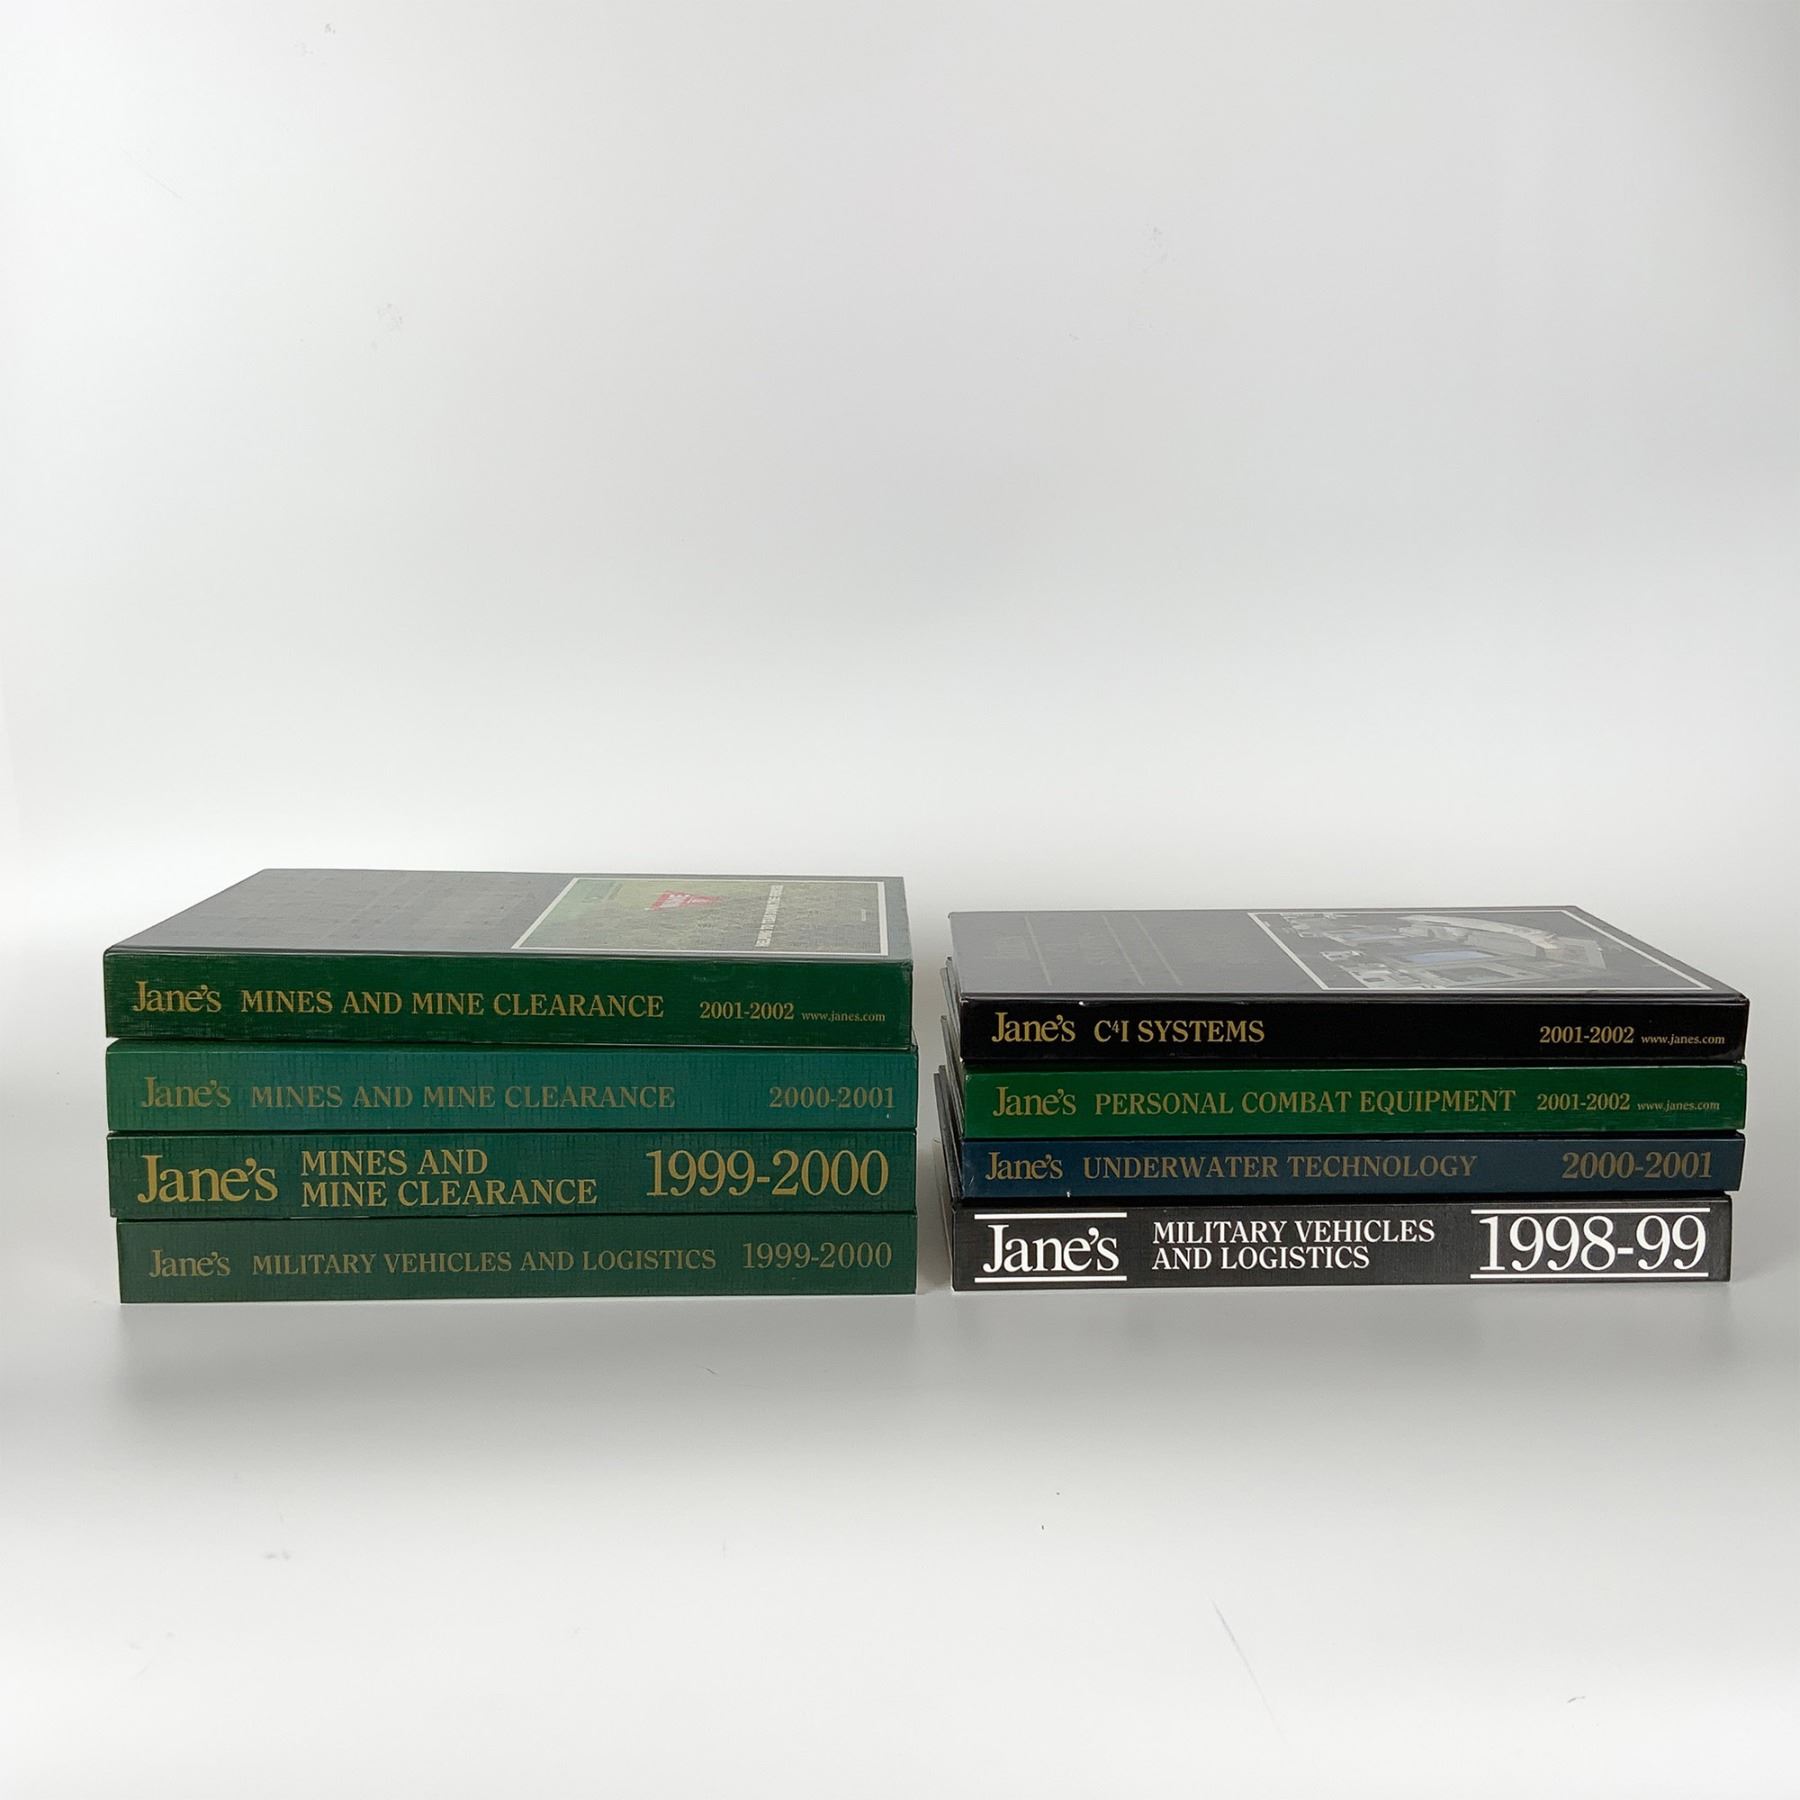 Jane's MINES AND MINE CLEARANCE 2001-2002 www.janes.com
Jane's MINES AND MINE CLEARANCE 2000-2001
Jane's MINES AND
MINE CLEARANCE 1999-2000
Jane's MILITARY VEHICLES AND LOGISTICS 1999-2000
Jane's C⁴I SYSTEMS 2001-2002 www.janes.com
Jane's PERSONAL COMBAT EQUIPMENT 2001-2002 www.janes.com
Jane's UNDERWATER TECHNOLOGY 2000-2001
Jane's MILITARY VEHICLES
AND LOGISTICS 1998-99